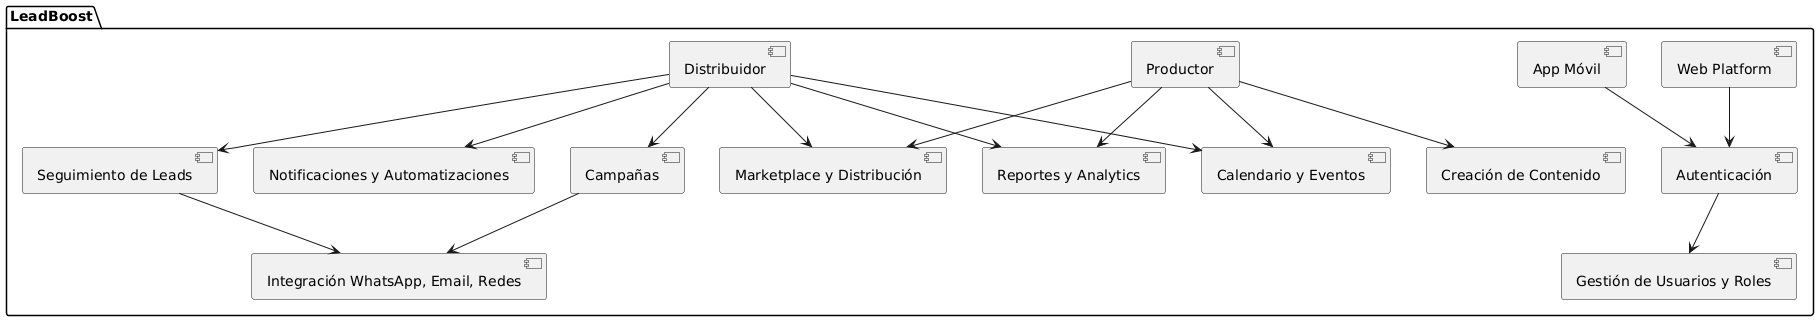 LeadBoost
Distribuidor
Productor
App Móvil
Web Platform
Seguimiento de Leads
Notificaciones y Automatizaciones
Campañas
Marketplace y Distribución
Reportes y Analytics
Calendario y Eventos
Creación de Contenido
Autenticación
Integración WhatsApp, Email, Redes
Gestión de Usuarios y Roles